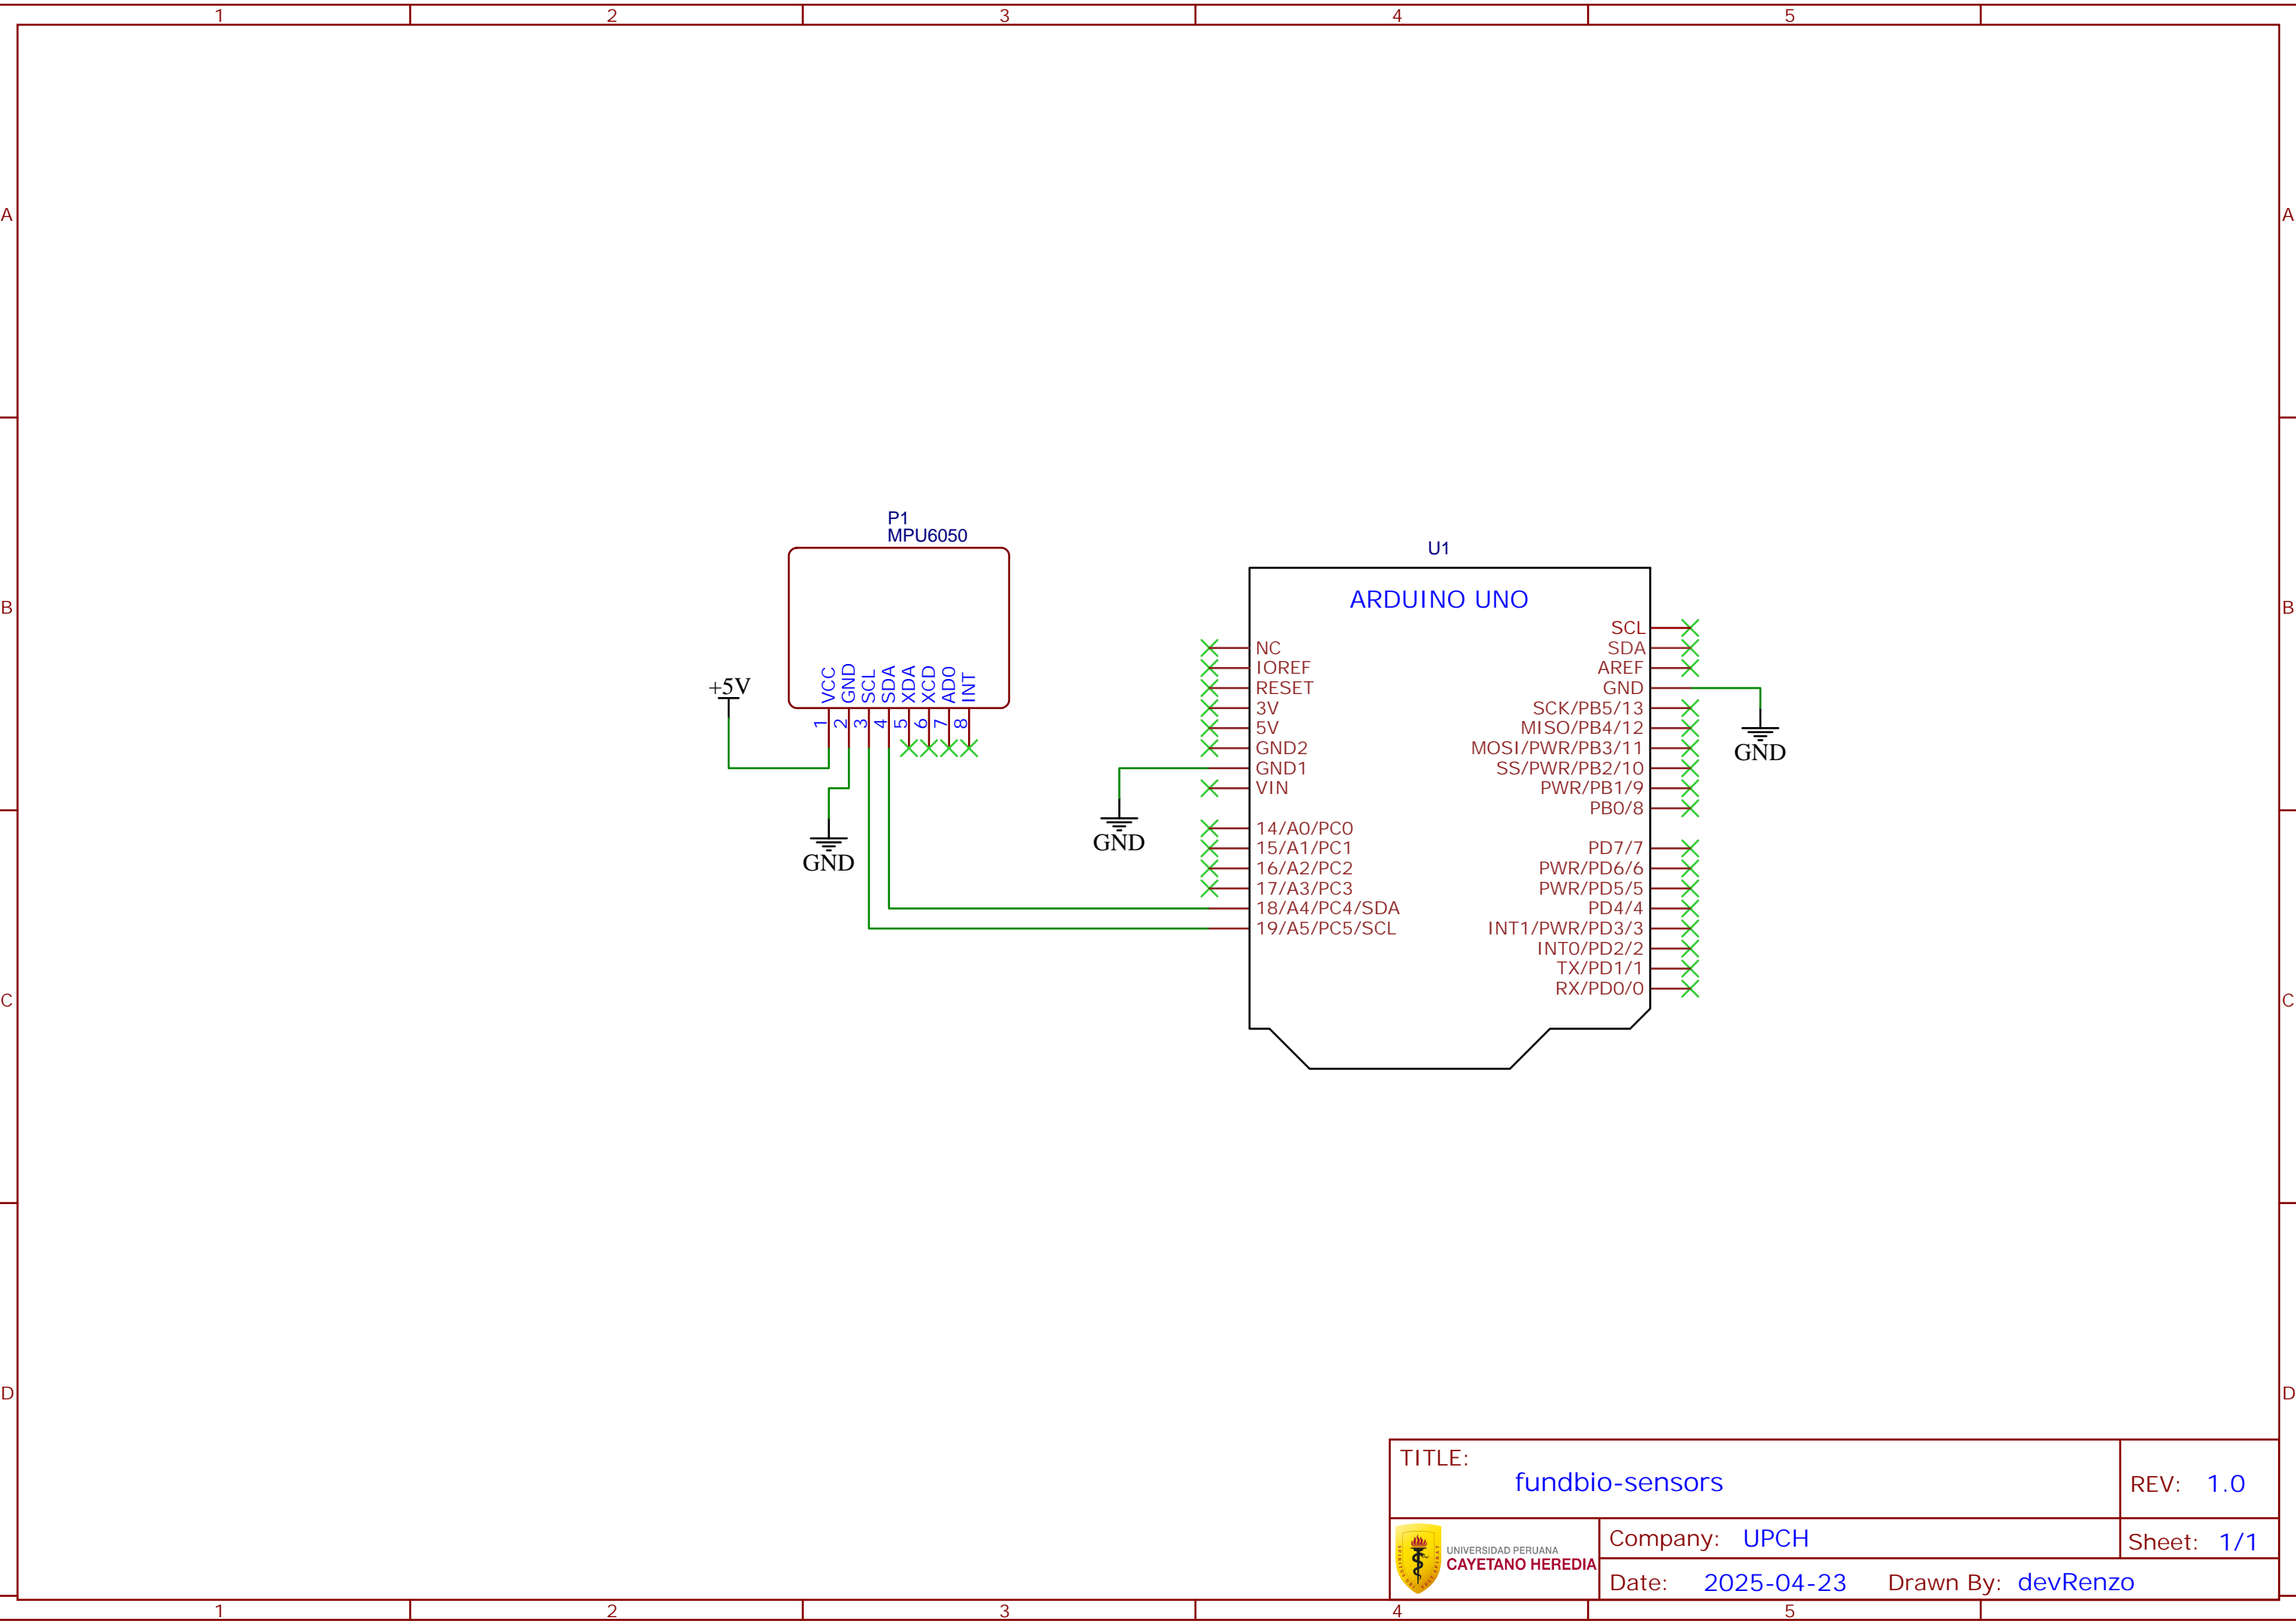 1 2 3 4 5
A A
B B
C C
D D
P1
MPU6050
VCC
GND
SCL
SDA
XDA
XCD
AD0
INT
1 2 3 4 5 6 7 8
+5V
GND
GND
U1
ARDUINO UNO
NC
IOREF
RESET
3V
5V
GND2
GND1
VIN
14/A0/PC0
15/A1/PC1
16/A2/PC2
17/A3/PC3
18/A4/PC4/SDA
19/A5/PC5/SCL
SCL
SDA
AREF
GND
SCK/PB5/13
MISO/PB4/12
MOSI/PWR/PB3/11
SS/PWR/PB2/10
PWR/PB1/9
PB0/8
PD7/7
PWR/PD6/6
PWR/PD5/5
PD4/4
INT1/PWR/PD3/3
INT0/PD2/2
TX/PD1/1
RX/PD0/0
GND
TITLE:
fundbio-sensors
REV: 1.0
UNIVERSIDAD PERUANA
CAYETANO HEREDIA
Company: UPCH
Sheet: 1/1
Date: 2025-04-23 Drawn By: devRenzo
1 2 3 4 5